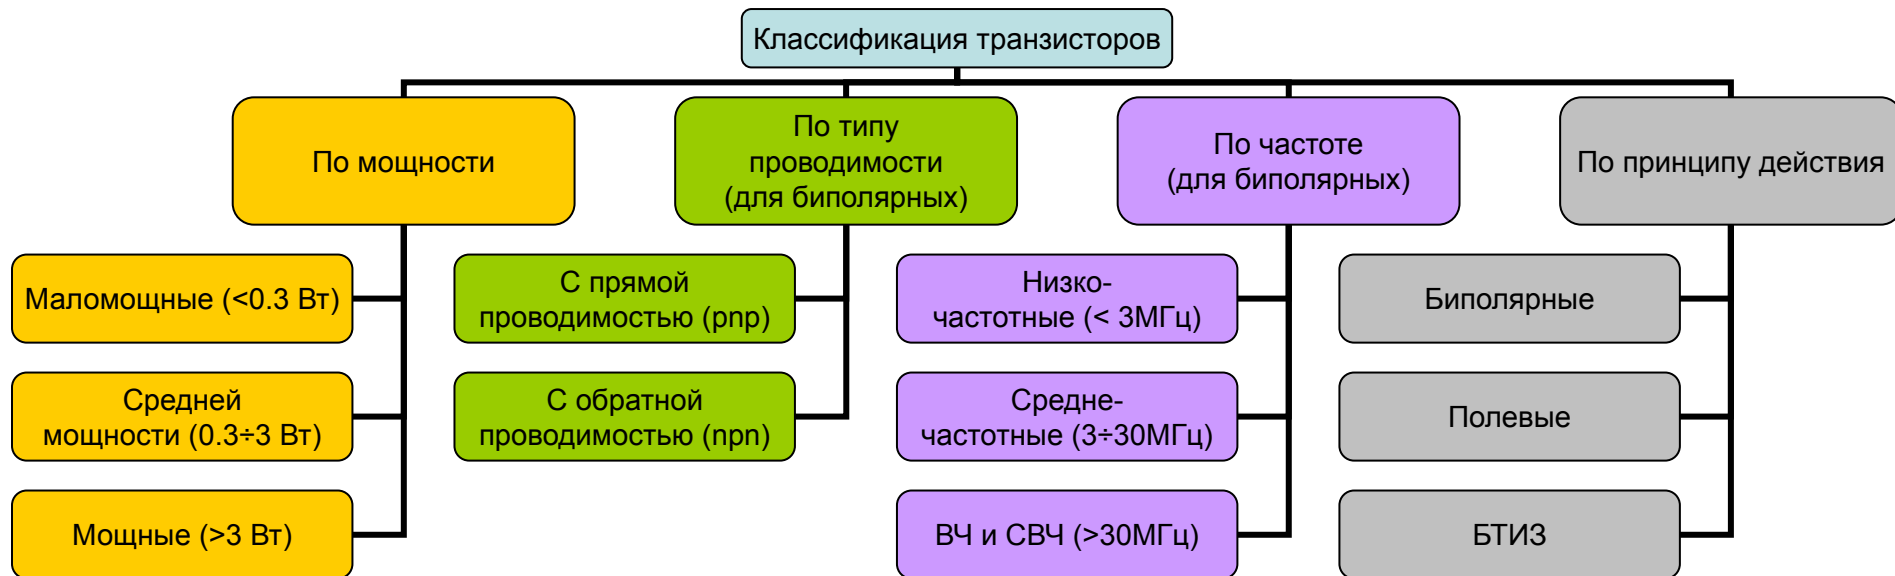 Классификация транзисторов
По мощности
По типу
проводимости
(для биполярных)
По частоте
(для биполярных)
По принципу действия
Маломощные (<0.3 Вт)
Средней
мощности (0.3÷3 Вт)
Мощные (>3 Вт)
С прямой
проводимостью (pnp)
С обратной
проводимостью (npn)
Низко-
частотные (< 3МГц)
Средне-
частотные (3÷30МГц)
ВЧ и СВЧ (>30МГц)
Биполярные
Полевые
БТИЗ